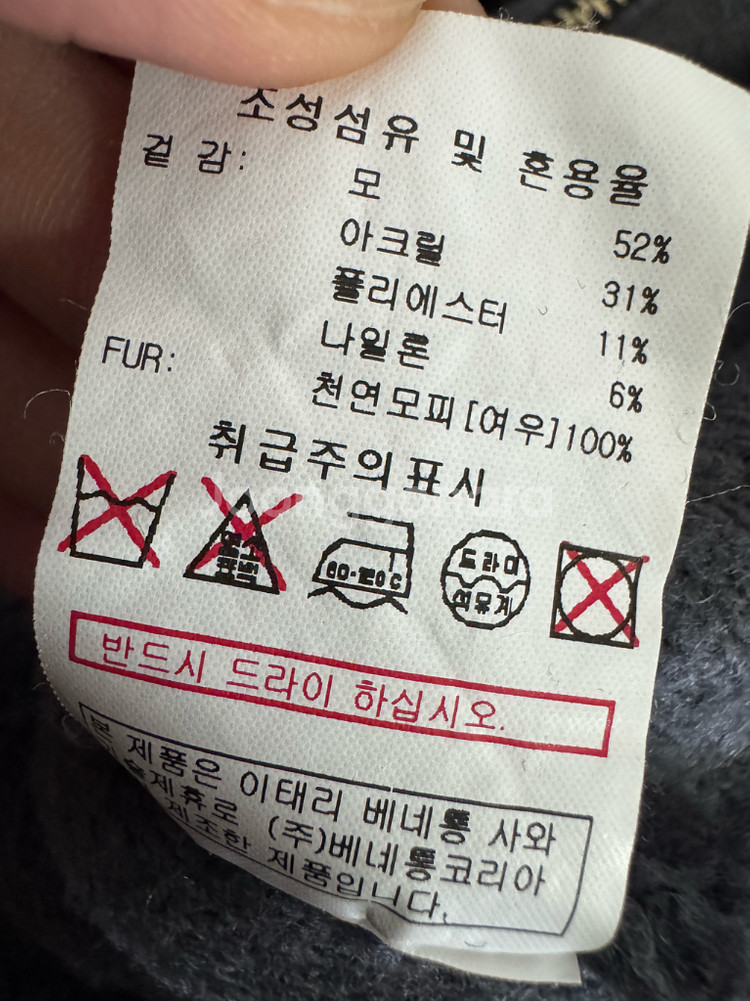 조성섬유 및 혼용율
겉 감: 모 52%
아크릴 31%
폴리에스터 11%
나일론 6%
FUR: 천연모피[여우]100%
취급주의표시
염소
표백
80-120℃
드라이
석유계
반드시 드라이 하십시오.
본 제품은 이태리 베네통 사와
기술제휴로 (주)베네통코리아
제조한 제품입니다.